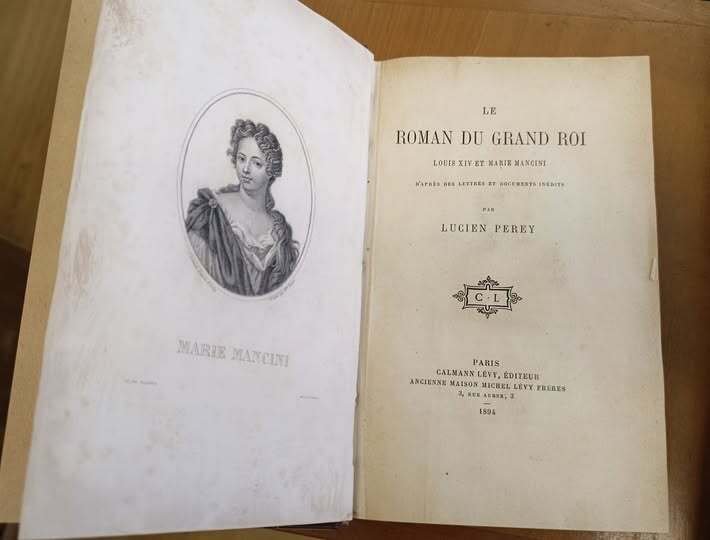 MARIE MANCINI
LE
ROMAN DU GRAND ROI
LOUIS XIV ET MARIE MANCINI
D'APRÈS DES LETTRES ET DOCUMENTS INÉDITS
PAR
LUCIEN PEREY
C·L
PARIS
CALMANN LÉVY, ÉDITEUR
ANCIENNE MAISON MICHEL LÉVY FRÈRES
3, RUE AUBER, 3
1894